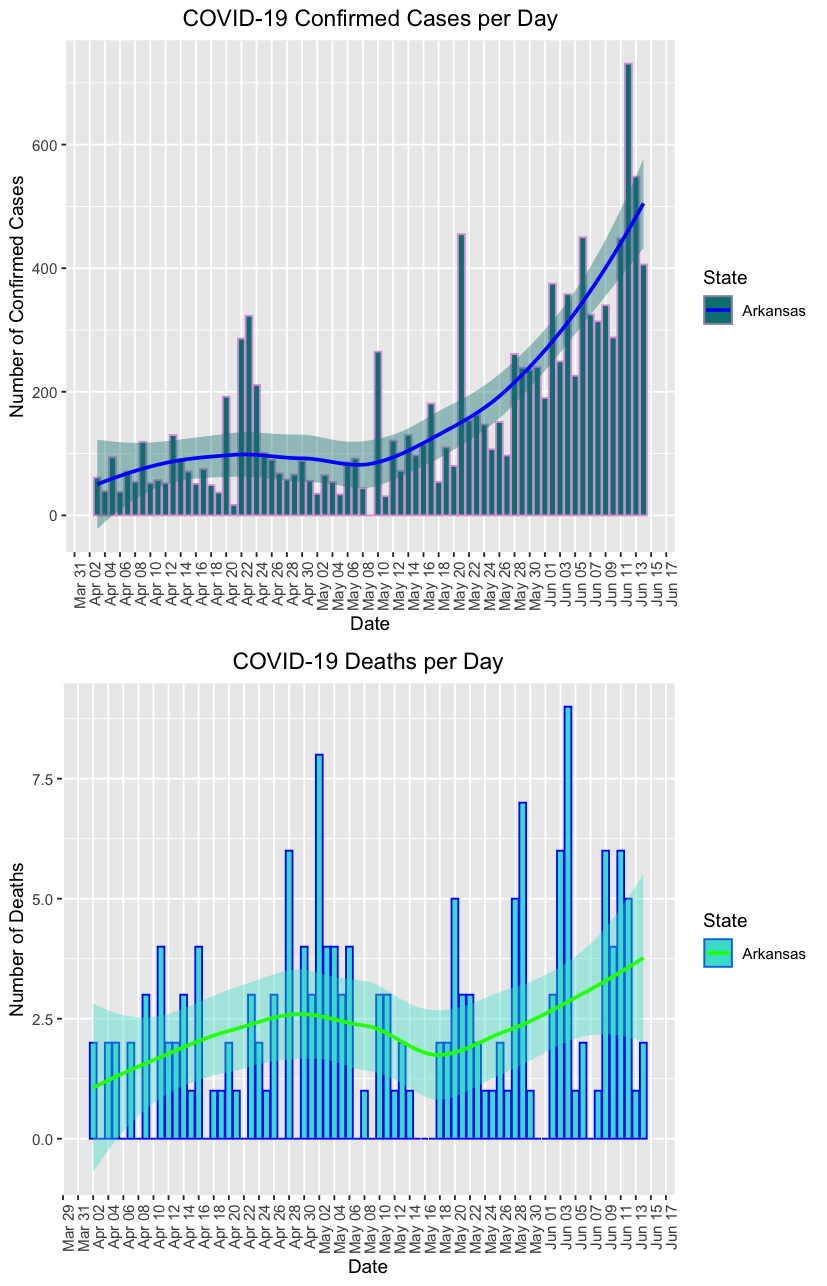 COVID-19 Confirmed Cases per Day
Number of Confirmed Cases
600
400
200
0
Mar 31
Apr 02
Apr 04
Apr 06
Apr 08
Apr 10
Apr 12
Apr 14
Apr 16
Apr 18
Apr 20
Apr 22
Apr 24
Apr 26
Apr 28
Apr 30
May 02
May 04
May 06
May 08
May 10
May 12
May 14
May 16
May 18
May 20
May 22
May 24
May 26
May 28
May 30
Jun 01
Jun 03
Jun 05
Jun 07
Jun 09
Jun 11
Jun 13
Jun 15
Jun 17
Date
State
Arkansas
COVID-19 Deaths per Day
Number of Deaths
7.5
5.0
2.5
0.0
Mar 29
Mar 31
Apr 02
Apr 04
Apr 06
Apr 08
Apr 10
Apr 12
Apr 14
Apr 16
Apr 18
Apr 20
Apr 22
Apr 24
Apr 26
Apr 28
Apr 30
May 02
May 04
May 06
May 08
May 10
May 12
May 14
May 16
May 18
May 20
May 22
May 24
May 26
May 28
May 30
Jun 01
Jun 03
Jun 05
Jun 07
Jun 09
Jun 11
Jun 13
Jun 15
Jun 17
Date
State
Arkansas